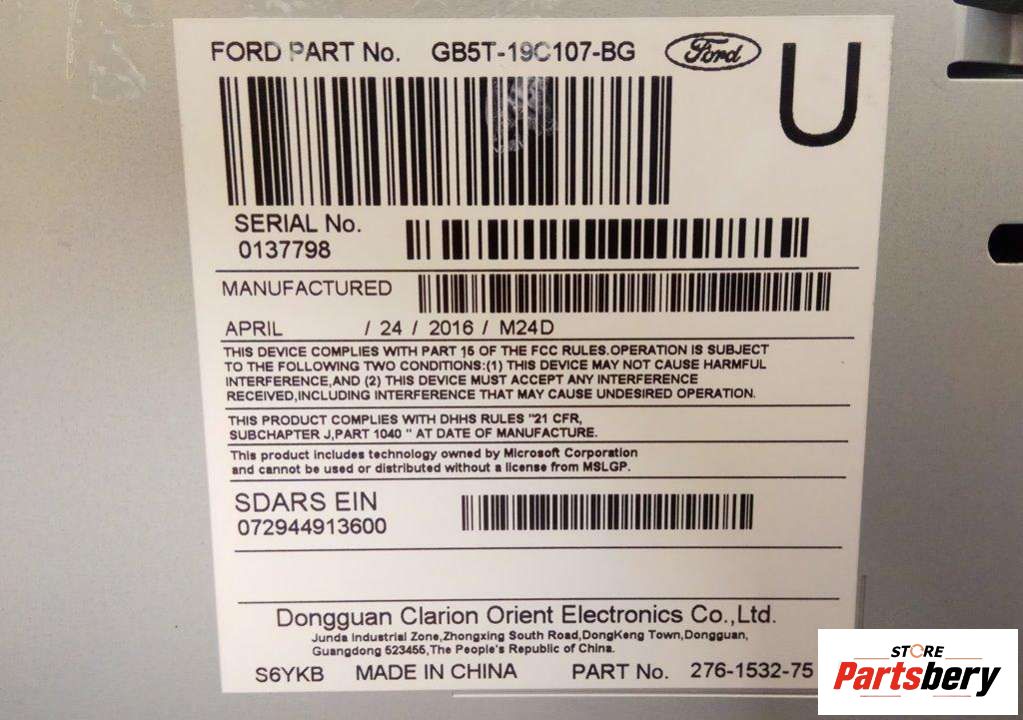 FORD PART No. GB5T-19C107-BG Ford U
SERIAL No.
0137798
MANUFACTURED
APRIL / 24 / 2016 / M24D
THIS DEVICE COMPLIES WITH PART 15 OF THE FCC RULES.OPERATION IS SUBJECT
TO THE FOLLOWING TWO CONDITIONS:(1) THIS DEVICE MAY NOT CAUSE HARMFUL
INTERFERENCE,AND (2) THIS DEVICE MUST ACCEPT ANY INTERFERENCE
RECEIVED,INCLUDING INTERFERENCE THAT MAY CAUSE UNDESIRED OPERATION.
THIS PRODUCT COMPLIES WITH DHHS RULES "21 CFR,
SUBCHAPTER J,PART 1040 " AT DATE OF MANUFACTURE.
This product includes technology owned by Microsoft Corporation
and cannot be used or distributed without a license from MSLGP.
SDARS EIN
072944913600
Dongguan Clarion Orient Electronics Co.,Ltd.
Junda Industrial Zone,Zhongxing South Road,DongKeng Town,Dongguan,
Guangdong 523455,The People's Republic of China.
S6YKB MADE IN CHINA PART No. 276-1532-75
STORE
Partsbery